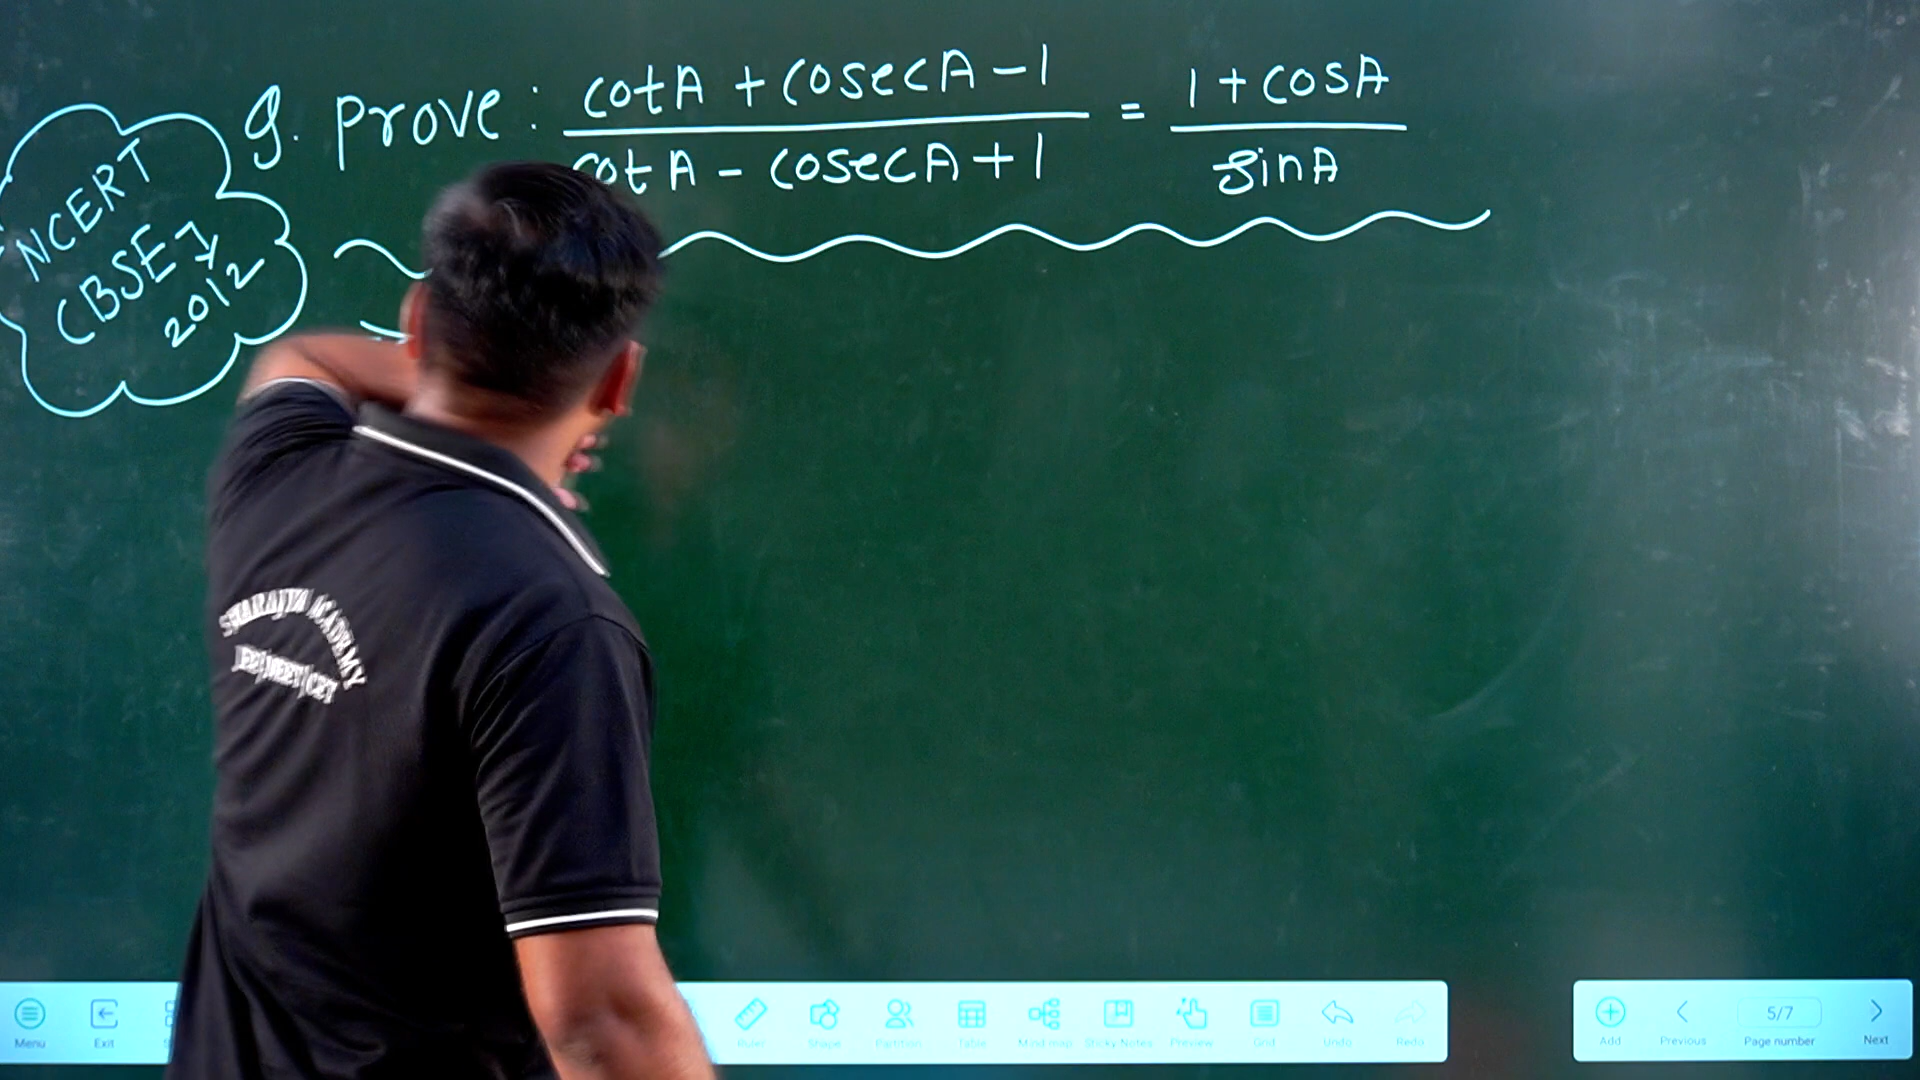 g. prove : cotA + cosecA - 1 / cotA - cosecA + 1 = 1 + cosA / sinA
NCERT
CBSE
2012
SWARAJYA ACADEMY
JEE|NEET|CET
Menu
Exit
Ruler
Shape
Partition
Table
Mind map
Sticky Notes
Preview
Grid
Undo
Redo
Add
Previous
5/7
Page number
Next